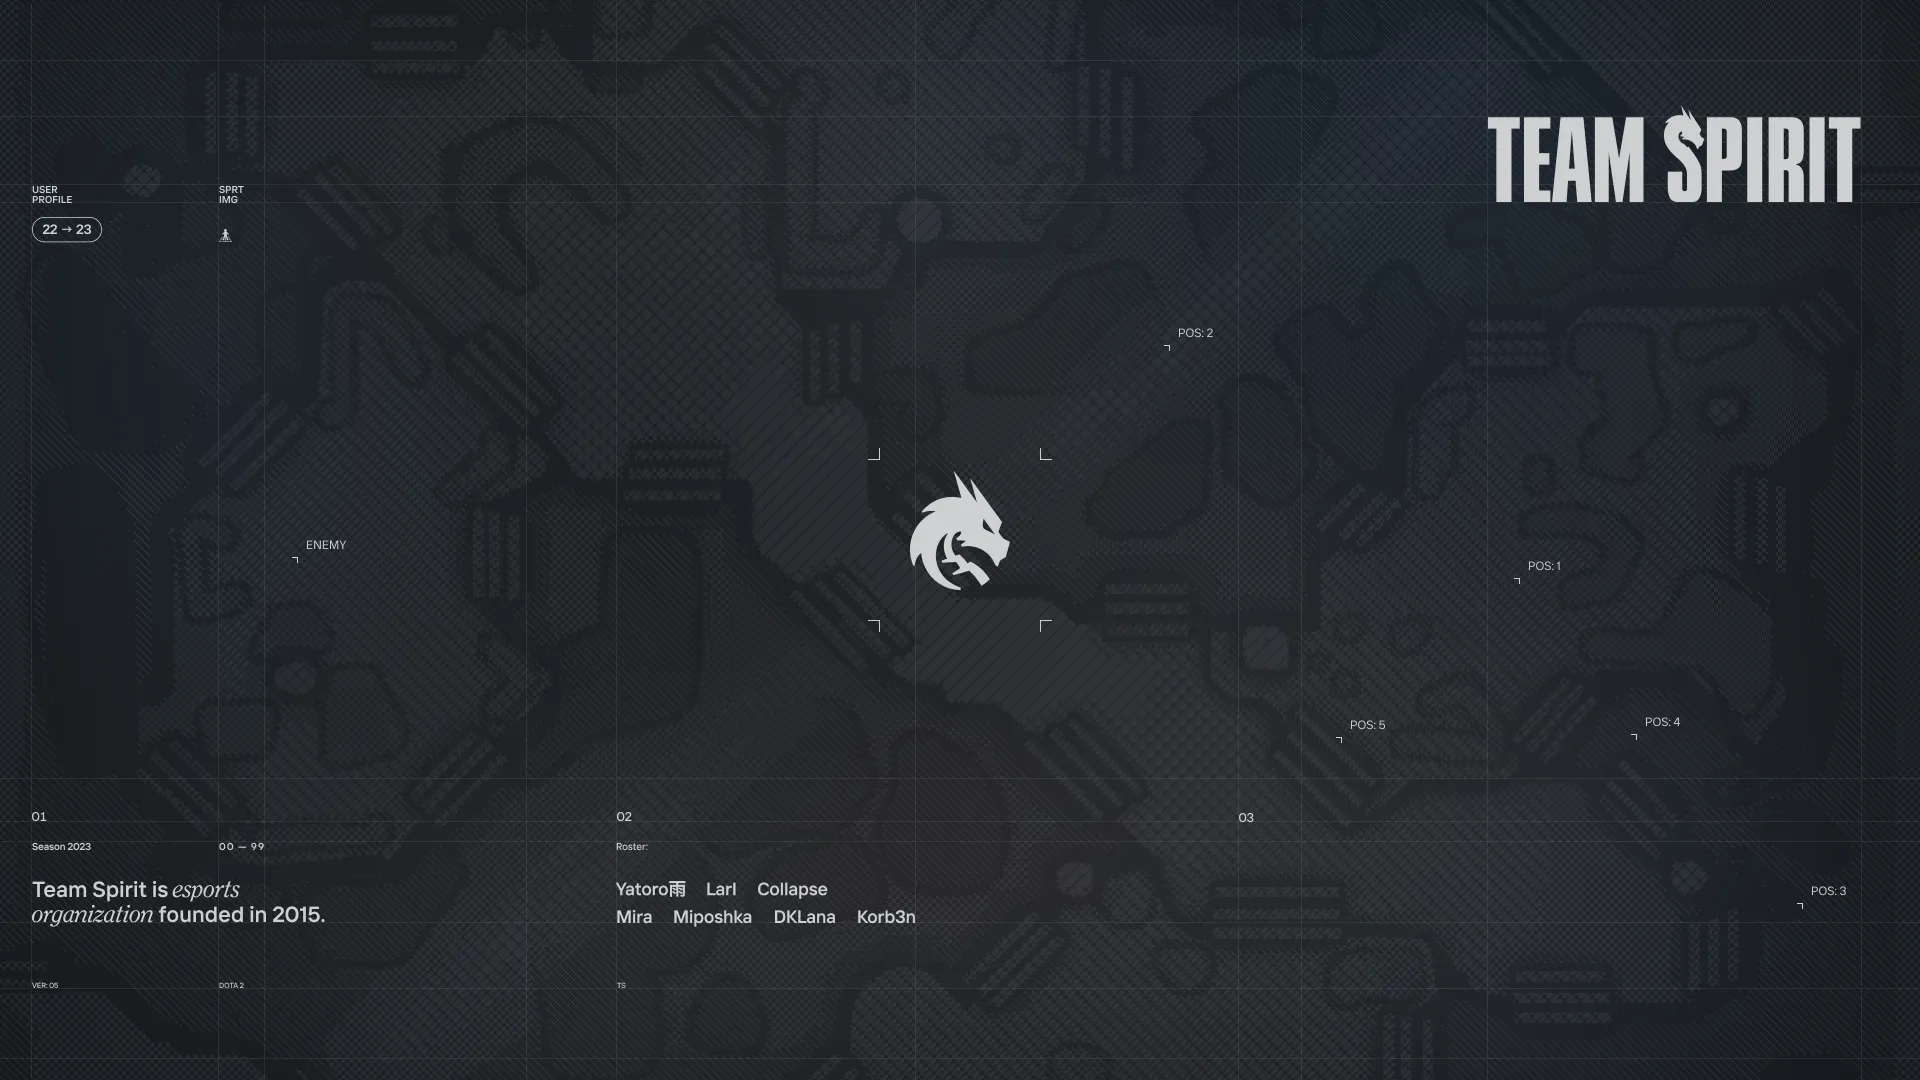 TEAM SPIRIT
USER
PROFILE
22 → 23
SPRT
IMG
POS: 2
ENEMY
POS: 1
POS: 5
POS: 4
POS: 3
01
Season 2023
00 — 99
Team Spirit is esports
organization founded in 2015.
02
Roster:
Yatoro雨 Larl Collapse
Mira Miposhka DKLana Korb3n
03
VER: 05
DOTA 2
TS